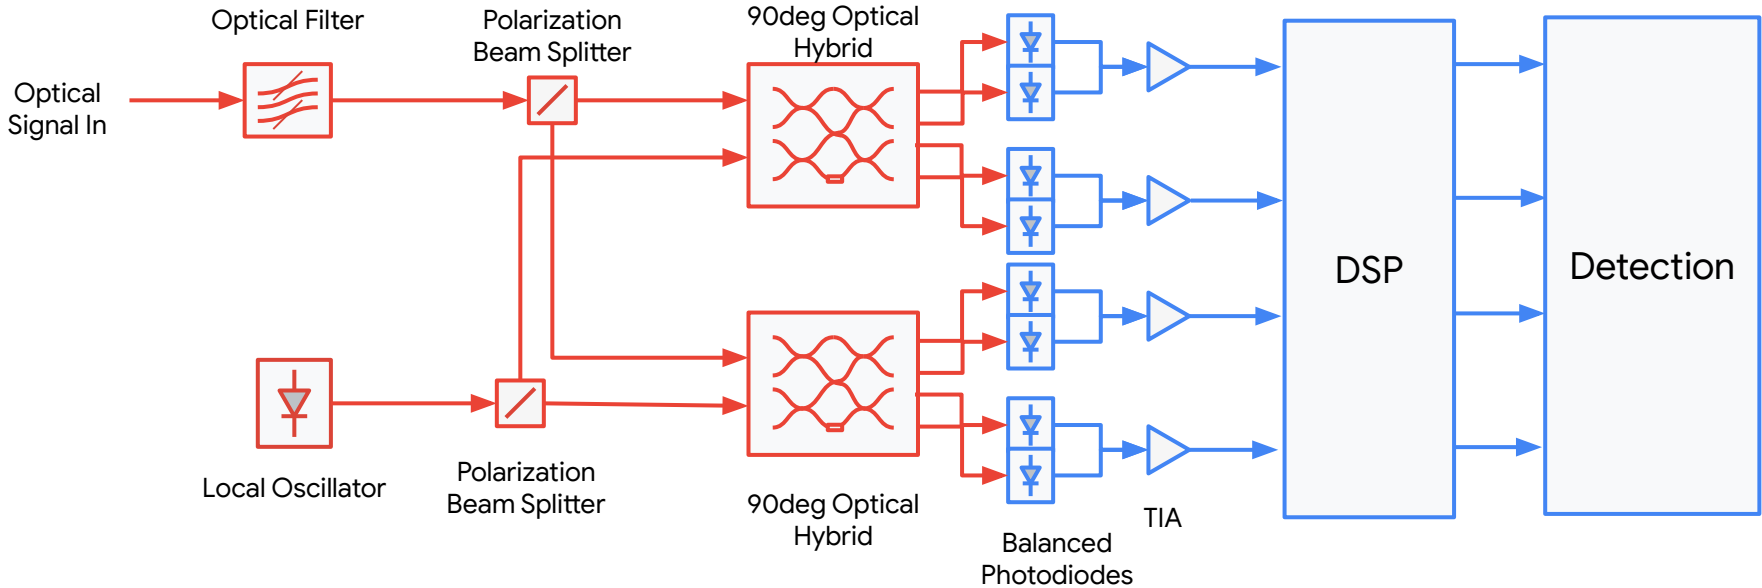 Optical Filter
Polarization
Beam Splitter
90deg Optical
Hybrid
Optical
Signal In
DSP
Detection
Local Oscillator
Polarization
Beam Splitter
90deg Optical
Hybrid
TIA
Balanced
Photodiodes